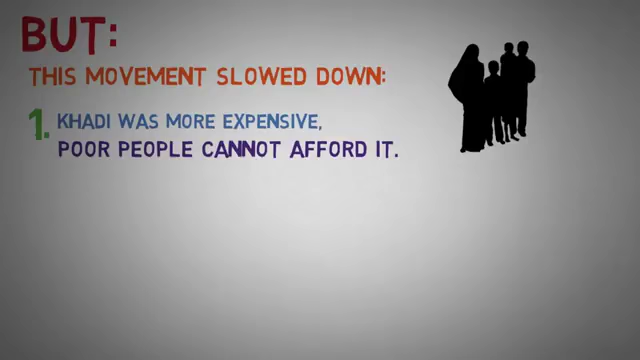 BUT:
THIS MOVEMENT SLOWED DOWN:
1. KHADI WAS MORE EXPENSIVE,
POOR PEOPLE CANNOT AFFORD IT.